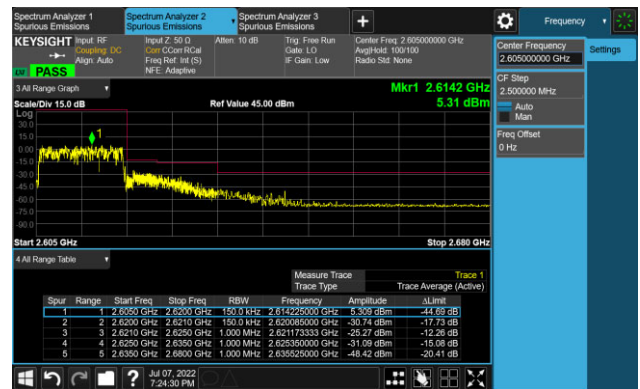 Spectrum Analyzer 1
Spurious Emissions
Spectrum Analyzer 2
Spurious Emissions
Spectrum Analyzer 3
Spurious Emissions
Frequency
KEYSIGHT
Input: RF
Coupling: DC
Align: Auto
Input Z: 50 Ω
Corr CCorr RCal
Freq Ref: Int (S)
NFE: Adaptive
Atten: 10 dB
Trig: Free Run
Gate: LO
IF Gain: Low
Center Freq: 2.605000000 GHz
Avg|Hold: 100/100
Radio Std: None
PASS
Center Frequency
2.605000000 GHz
Settings
CF Step
2.500000 MHz
Auto
Man
Freq Offset
0 Hz
3 All Range Graph
Mkr1 2.6142 GHz
Scale/Div 15.0 dB
Ref Value 45.00 dBm
5.31 dBm
Log
30.0
15.0
0.00
-15.0
-30.0
-45.0
-60.0
-75.0
-90.0
1
Start 2.605 GHz
Stop 2.680 GHz
4 All Range Table
Measure Trace Trace 1
Trace Type Trace Average (Active)
Spur Range Start Freq Stop Freq RBW Frequency Amplitude ΔLimit
1 1 2.6050 GHz 2.6200 GHz 150.0 kHz 2.614225000 GHz 5.309 dBm -44.69 dB
2 2 2.6200 GHz 2.6210 GHz 150.0 kHz 2.620085000 GHz -30.74 dBm -17.73 dB
3 3 2.6210 GHz 2.6250 GHz 1.000 MHz 2.621173333 GHz -25.27 dBm -12.26 dB
4 4 2.6250 GHz 2.6350 GHz 1.000 MHz 2.625350000 GHz -31.09 dBm -15.08 dB
5 5 2.6350 GHz 2.6800 GHz 1.000 MHz 2.635525000 GHz -48.42 dBm -20.41 dB
Jul 07, 2022
7:24:30 PM